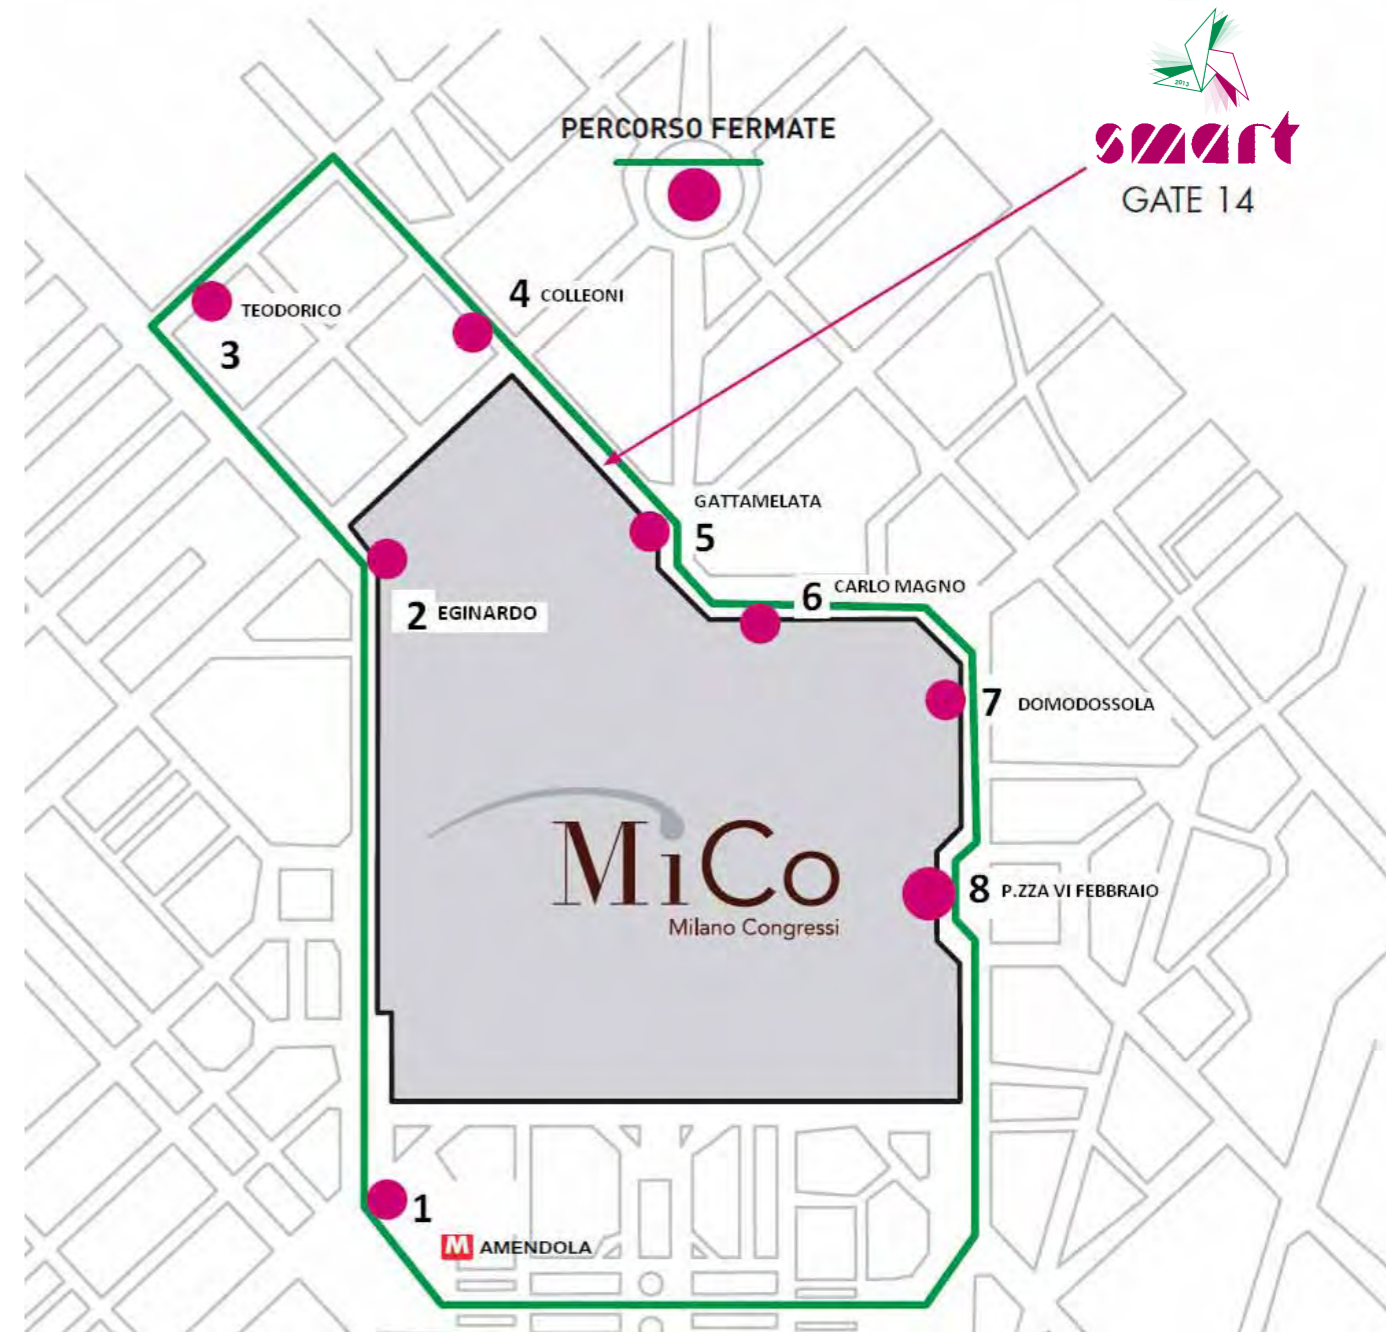 2013
smart
GATE 14
PERCORSO FERMATE
4 COLLEONI
TEODORICO
3
GATTAMELATA
5
6 CARLO MAGNO
2 EGINARDO
7 DOMODOSSOLA
MiCo
Milano Congressi
8 P.ZZA VI FEBBRAIO
1
M AMENDOLA